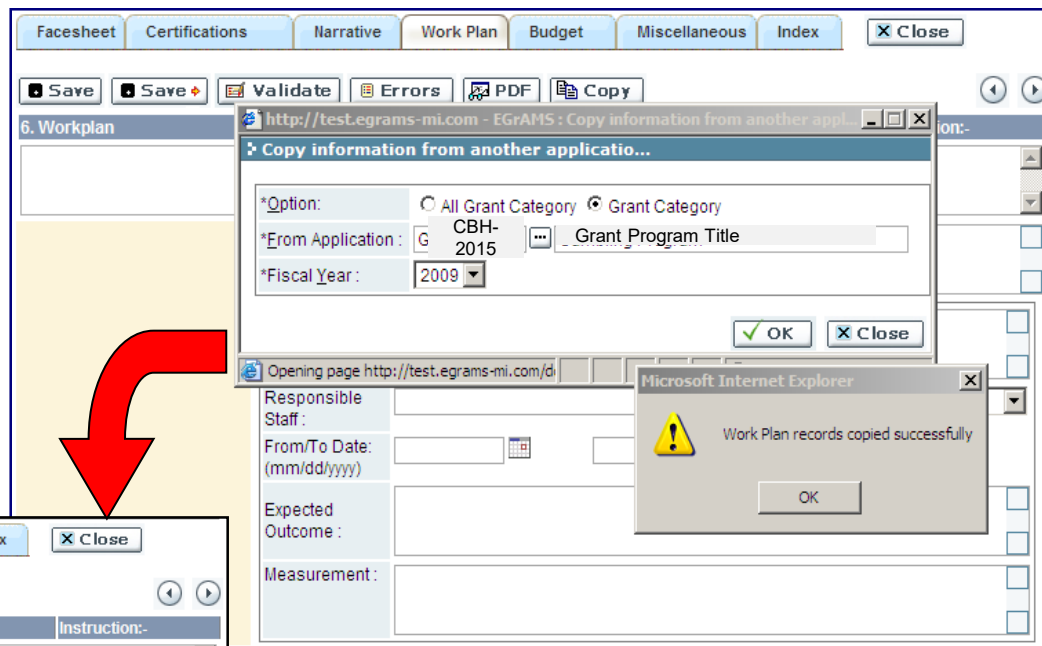 Facesheet Certifications Narrative Work Plan Budget Miscellaneous Index X Close
Save Save Validate Errors PDF Copy
6. Workplan ion:-
http://test.egrams-mi.com - EGrAMS : Copy information from another appl...
Copy information from another applicatio...
*Option: All Grant Category Grant Category
*From Application : G CBH-2015 ... Grant Program Title
*Fiscal Year : 2009
OK X Close
Opening page http://test.egrams-mi.com/d
Microsoft Internet Explorer
Work Plan records copied successfully
OK
Responsible
Staff :
From/To Date:
(mm/dd/yyyy)
Expected
Outcome :
Measurement :
x X Close
Instruction:-